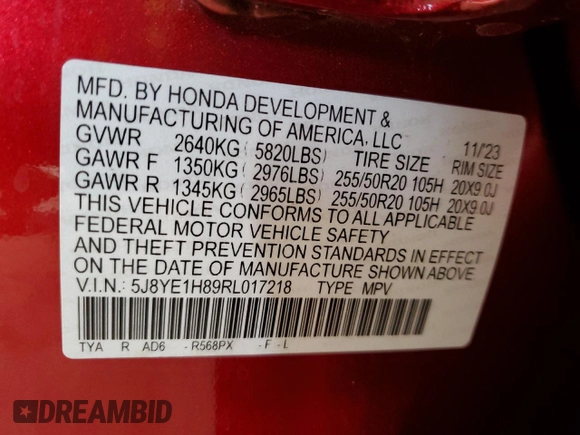 MFD. BY HONDA DEVELOPMENT &
MANUFACTURING OF AMERICA, LLC 11/'23
GVWR 2640KG ( 5820LBS) TIRE SIZE RIM SIZE
GAWR F 1350KG ( 2976LBS) 255/50R20 105H 20X9.0J
GAWR R 1345KG ( 2965LBS) 255/50R20 105H 20X9.0J
THIS VEHICLE CONFORMS TO ALL APPLICABLE
FEDERAL MOTOR VEHICLE SAFETY
AND THEFT PREVENTION STANDARDS IN EFFECT
ON THE DATE OF MANUFACTURE SHOWN ABOVE.
V.I.N.: 5J8YE1H89RL017218 TYPE MPV
TYA R AD6 - R568PX - F - L
DREAMBID